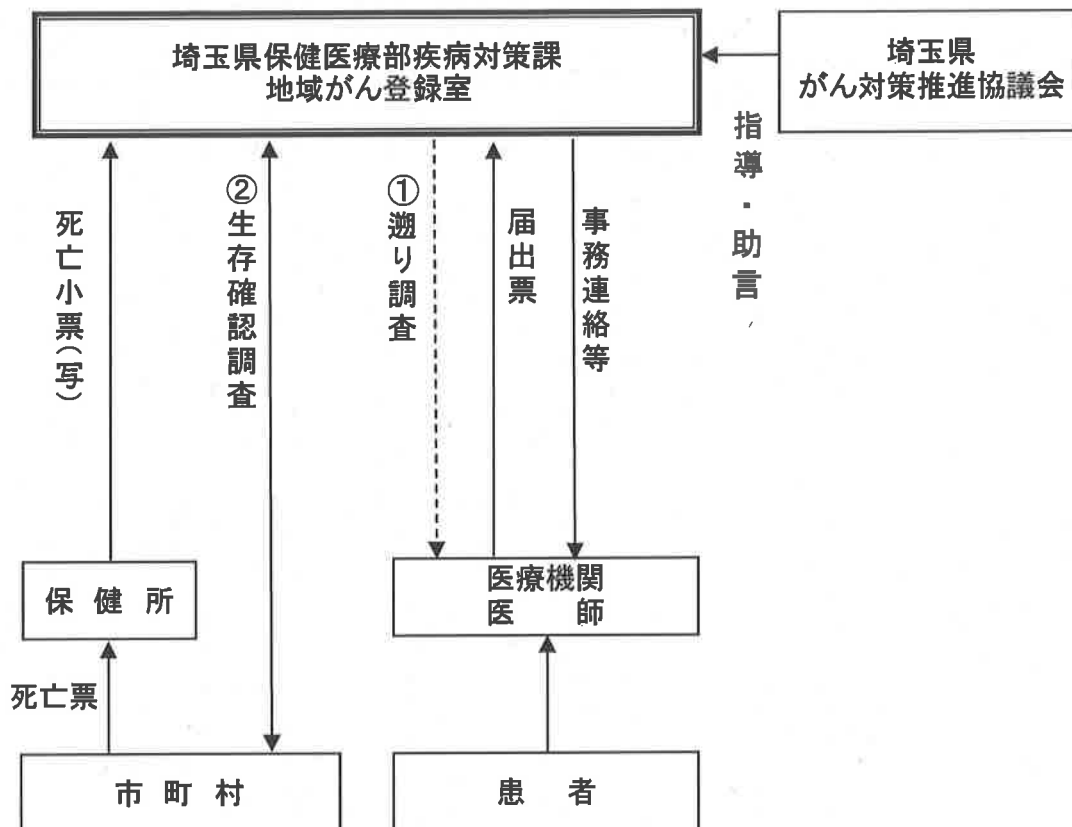 埼玉県保健医療部疾病対策課
地域がん登録室
埼玉県
がん対策推進協議会
指導・助言
死亡小票(写)
②生存確認調査
①遡り調査
届出票
事務連絡等
保健所
医療機関
医師
死亡票
市町村
患者